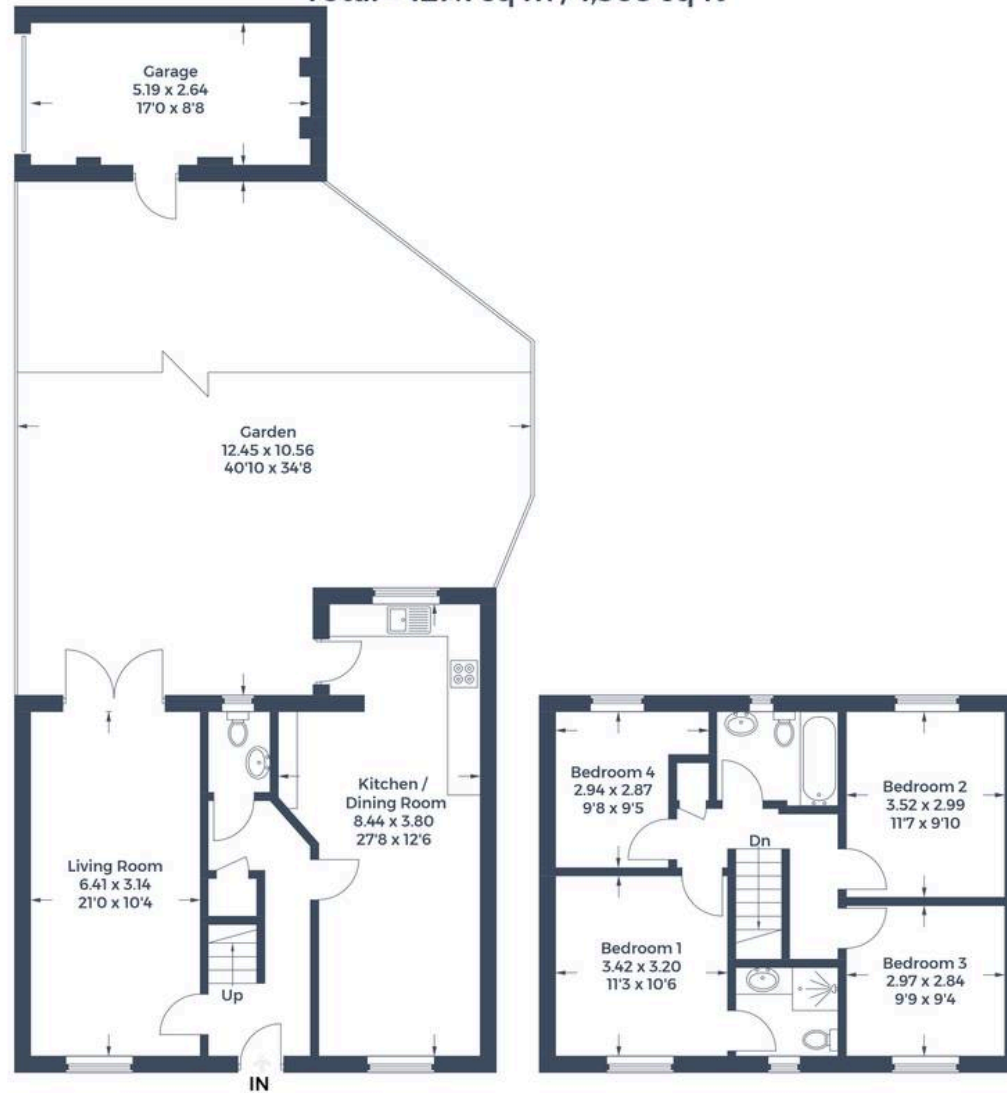 Garage
5.19 x 2.64
17'0 x 8'8
Garden
12.45 x 10.56
40'10 x 34'8
Kitchen /
Dining Room
8.44 x 3.80
27'8 x 12'6
Living Room
6.41 x 3.14
21'0 x 10'4
Up
IN
Bedroom 4
2.94 x 2.87
9'8 x 9'5
Bedroom 2
3.52 x 2.99
11'7 x 9'10
Dn
Bedroom 1
3.42 x 3.20
11'3 x 10'6
Bedroom 3
2.97 x 2.84
9'9 x 9'4